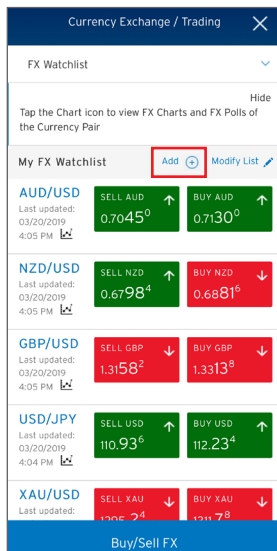 Currency Exchange / Trading
FX Watchlist
Hide
Tap the Chart icon to view FX Charts and FX Polls of
the Currency Pair
My FX Watchlist
Add
Modify List
AUD/USD
Last updated:
03/20/2019
4:05 PM
SELL AUD
0.7045⁰
BUY AUD
0.7130⁰
NZD/USD
Last updated:
03/20/2019
4:05 PM
SELL NZD
0.6798⁴
BUY NZD
0.6881⁶
GBP/USD
Last updated:
03/20/2019
4:05 PM
SELL GBP
1.3158²
BUY GBP
1.3313⁸
USD/JPY
Last updated:
03/20/2019
4:04 PM
SELL USD
110.93⁶
BUY USD
112.23⁴
XAU/USD
Last updated:
SELL XAU
BUY XAU
Buy/Sell FX